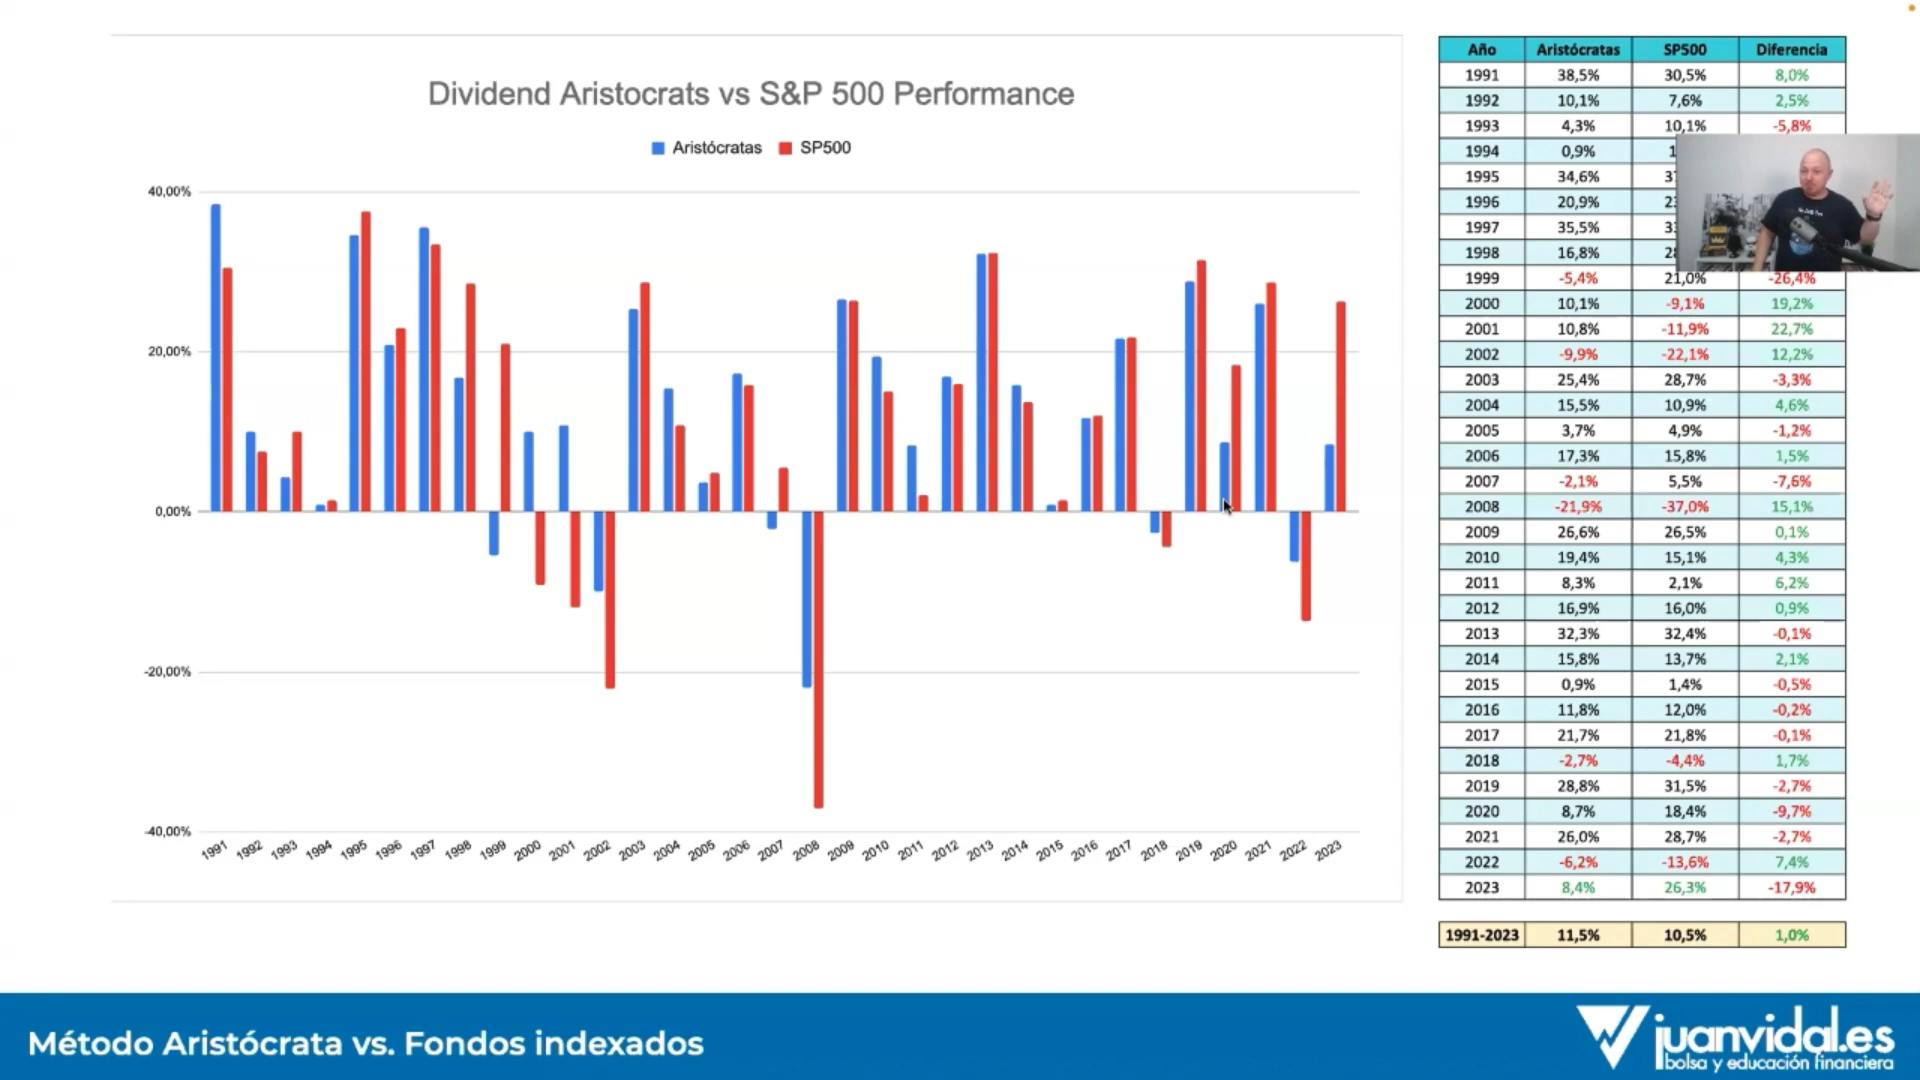 Dividend Aristocrats vs S&P 500 Performance
Aristócratas SP500
40,00%
20,00%
0,00%
-20,00%
-40,00%
1991 1992 1993 1994 1995 1996 1997 1998 1999 2000 2001 2002 2003 2004 2005 2006 2007 2008 2009 2010 2011 2012 2013 2014 2015 2016 2017 2018 2019 2020 2021 2022 2023
Año Aristócratas SP500 Diferencia
1991 38,5% 30,5% 8,0%
1992 10,1% 7,6% 2,5%
1993 4,3% 10,1% -5,8%
1994 0,9%
1995 34,6%
1996 20,9%
1997 35,5%
1998 16,8%
1999 -5,4% 21,0% -26,4%
2000 10,1% -9,1% 19,2%
2001 10,8% -11,9% 22,7%
2002 -9,9% -22,1% 12,2%
2003 25,4% 28,7% -3,3%
2004 15,5% 10,9% 4,6%
2005 3,7% 4,9% -1,2%
2006 17,3% 15,8% 1,5%
2007 -2,1% 5,5% -7,6%
2008 -21,9% -37,0% 15,1%
2009 26,6% 26,5% 0,1%
2010 19,4% 15,1% 4,3%
2011 8,3% 2,1% 6,2%
2012 16,9% 16,0% 0,9%
2013 32,3% 32,4% -0,1%
2014 15,8% 13,7% 2,1%
2015 0,9% 1,4% -0,5%
2016 11,8% 12,0% -0,2%
2017 21,7% 21,8% -0,1%
2018 -2,7% -4,4% 1,7%
2019 28,8% 31,5% -2,7%
2020 8,7% 18,4% -9,7%
2021 26,0% 28,7% -2,7%
2022 -6,2% -13,6% 7,4%
2023 8,4% 26,3% -17,9%
1991-2023 11,5% 10,5% 1,0%
Método Aristócrata vs. Fondos indexados
juanvidal.es
bolsa y educación financiera